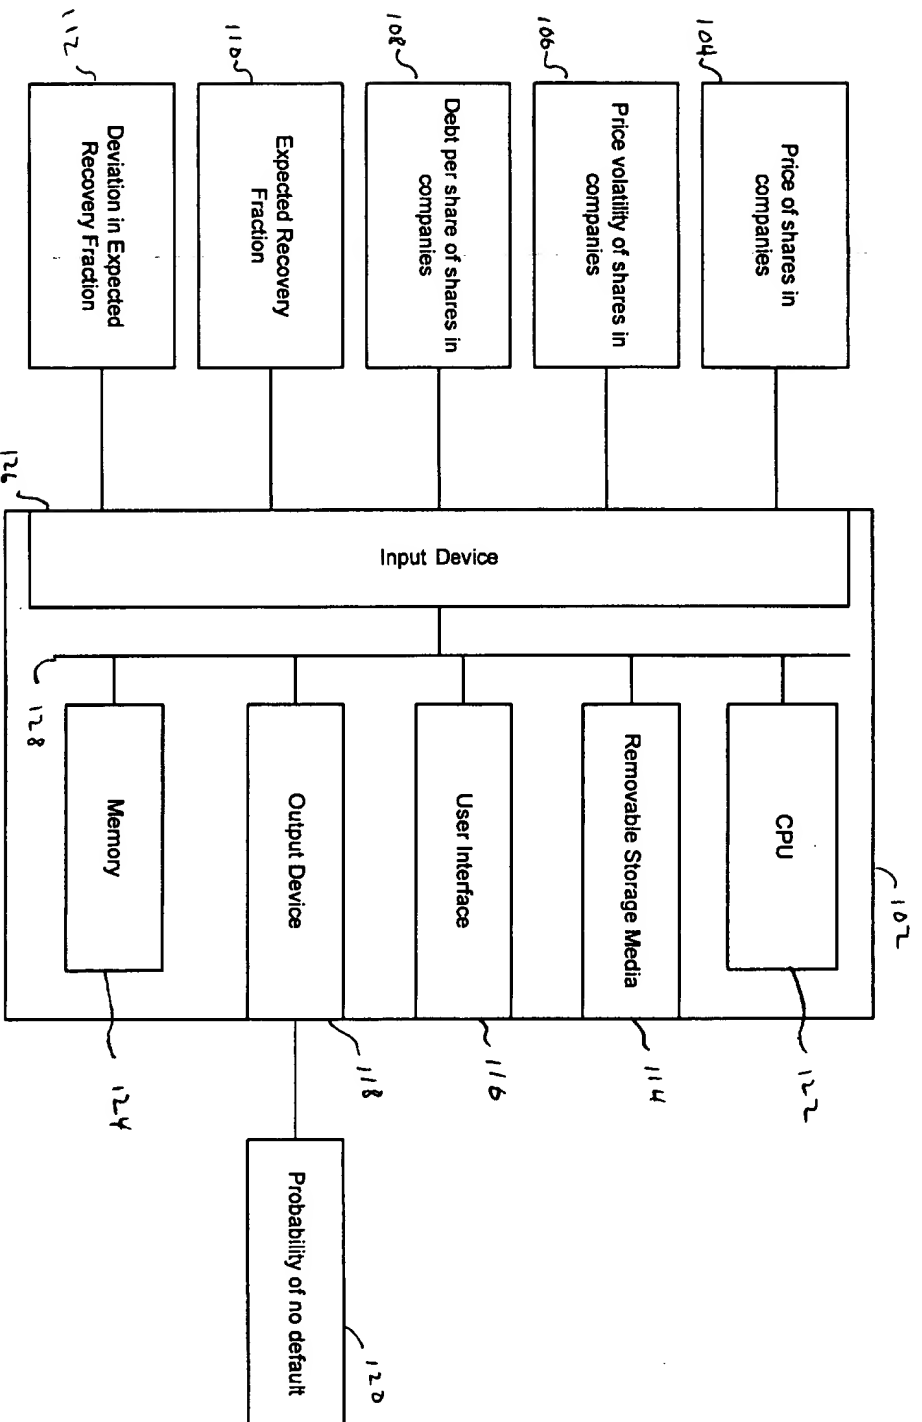 104
Price of shares in
companies
106
Price volatility of shares in
companies
108
Debt per share of shares in
companies
110
Expected Recovery
Fraction
112
Deviation in Expected
Recovery Fraction
126
Input Device
128
102
CPU
122
Removable Storage Media
114
User Interface
116
Output Device
118
Memory
124
Probability of no default
120